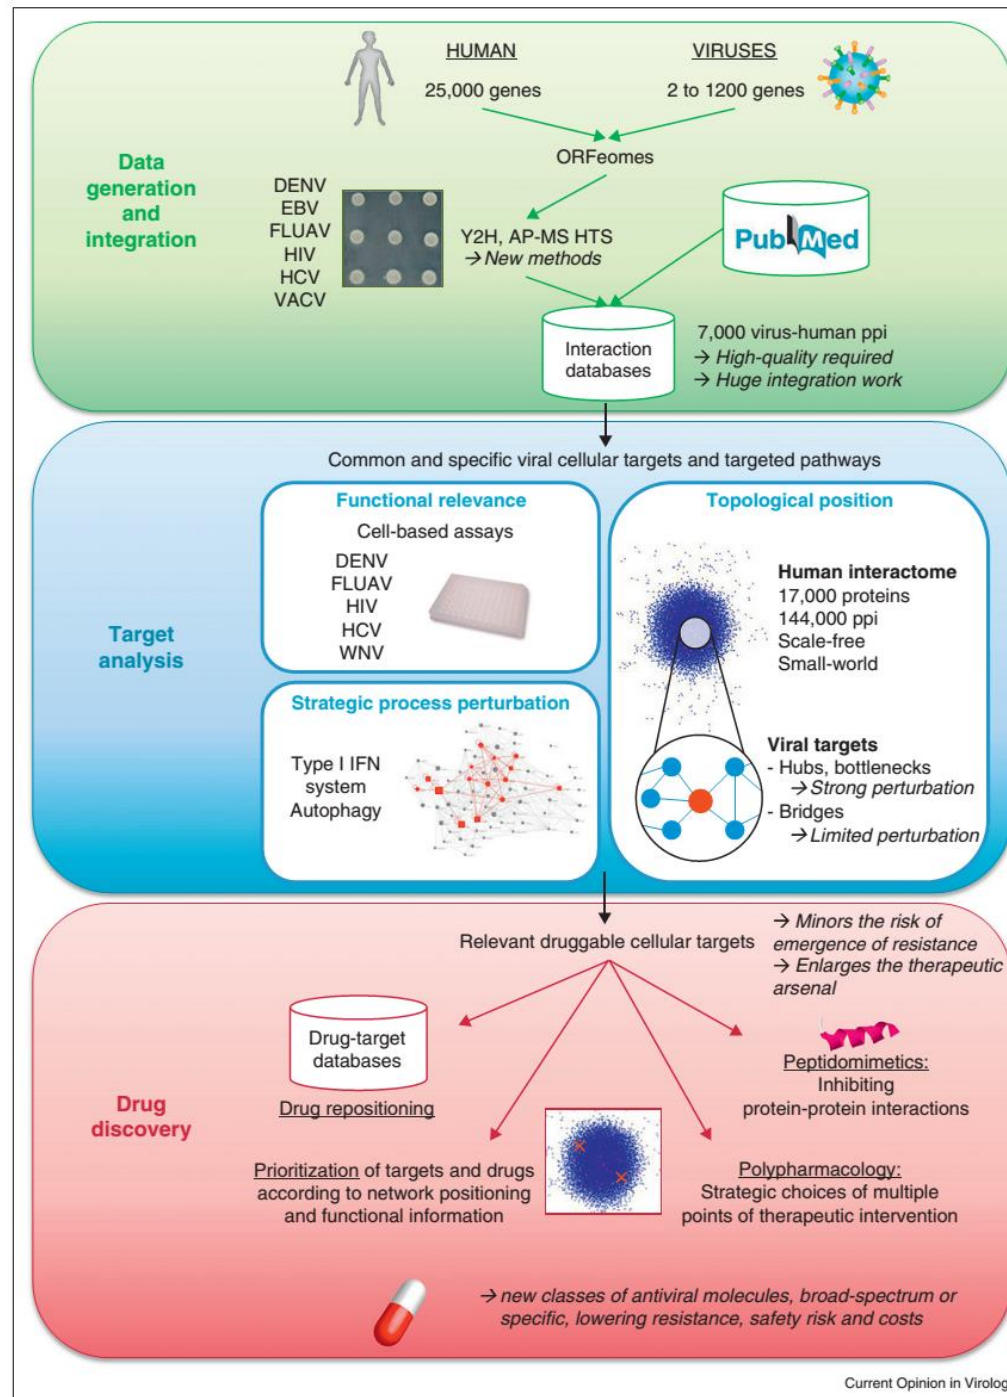 HUMAN
VIRUSES
25,000 genes
2 to 1200 genes
ORFeomes
Data
generation
and
integration
DENV
EBV
FLUAV
HIV
HCV
VACV
Y2H, AP-MS HTS
→ New methods
PubMed
Interaction
databases
7,000 virus-human ppi
→ High-quality required
→ Huge integration work
Common and specific viral cellular targets and targeted pathways
Target
analysis
Functional relevance
Cell-based assays
DENV
FLUAV
HIV
HCV
WNV
Strategic process perturbation
Type I IFN
system
Autophagy
Topological position
Human interactome
17,000 proteins
144,000 ppi
Scale-free
Small-world
Viral targets
- Hubs, bottlenecks
→ Strong perturbation
- Bridges
→ Limited perturbation
Relevant druggable cellular targets
→ Minors the risk of
emergence of resistance
→ Enlarges the therapeutic
arsenal
Drug
discovery
Drug-target
databases
Drug repositioning
Peptidomimetics:
Inhibiting
protein-protein interactions
Prioritization of targets and drugs
according to network positioning
and functional information
Polypharmacology:
Strategic choices of multiple
points of therapeutic intervention
→ new classes of antiviral molecules, broad-spectrum or
specific, lowering resistance, safety risk and costs
Current Opinion in Virolog